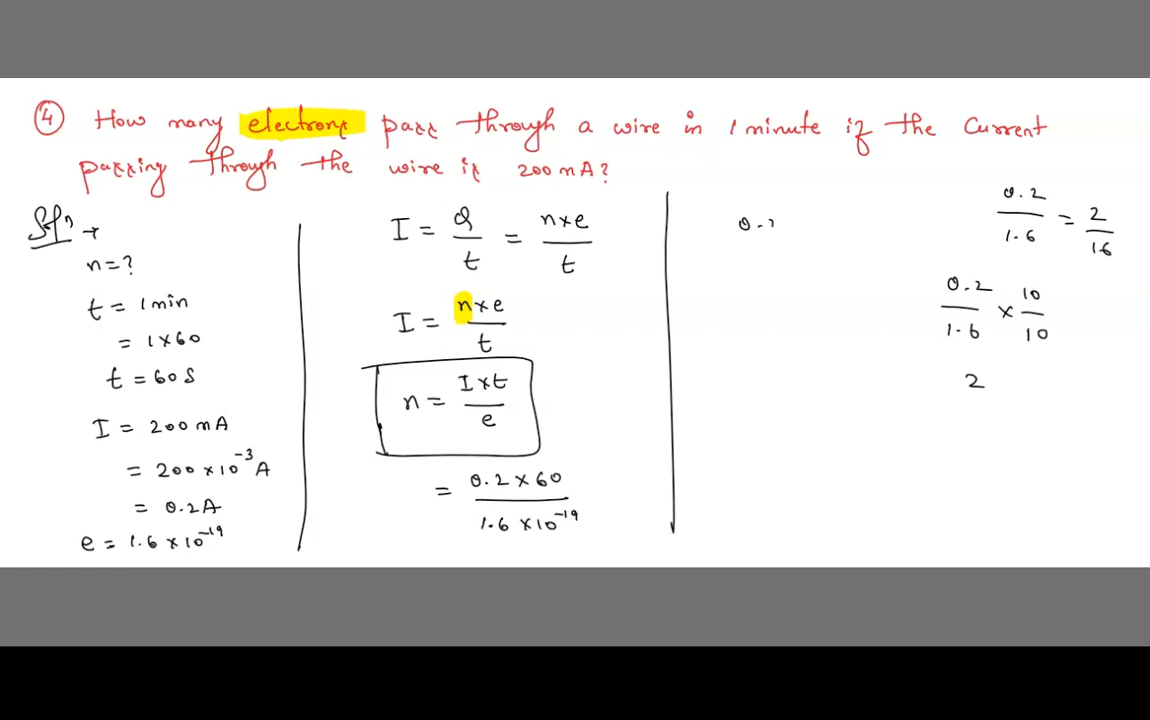 ④ How many electrons pass through a wire in 1 minute if the Current
passing through the wire is 200 mA?
Sol^n →
n = ?
t = 1 min
= 1 × 60
t = 60 S
I = 200 mA
= 200 × 10^-3 A
= 0.2 A
e = 1.6 × 10^-19
I = Q/t = n×e/t
I = n×e/t
n = I×t/e
= 0.2 × 60 / 1.6 × 10^-19
0.
0.2/1.6 = 2/16
0.2/1.6 × 10/10
2